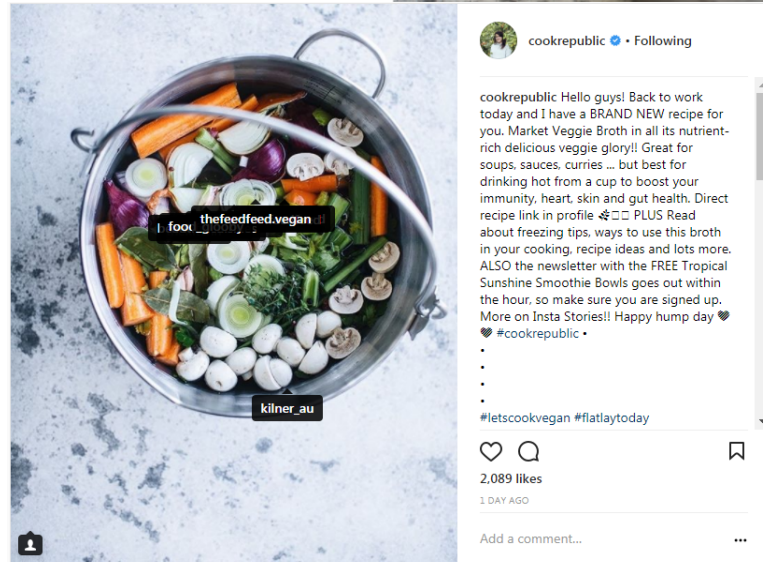 cookrepublic • Following
cookrepublic Hello guys! Back to work
today and I have a BRAND NEW recipe for
you. Market Veggie Broth in all its nutrient-
rich delicious veggie glory!! Great for
soups, sauces, curries ... but best for
drinking hot from a cup to boost your
immunity, heart, skin and gut health. Direct
recipe link in profile PLUS Read
about freezing tips, ways to use this broth
in your cooking, recipe ideas and lots more.
ALSO the newsletter with the FREE Tropical
Sunshine Smoothie Bowls goes out within
the hour, so make sure you are signed up.
More on Insta Stories!! Happy hump day 🖤
🖤 #cookrepublic •
•
•
•
•
#letscookvegan #flatlaytoday
2,089 likes
1 DAY AGO
Add a comment...
thefeedfeed.vegan
kilner_au